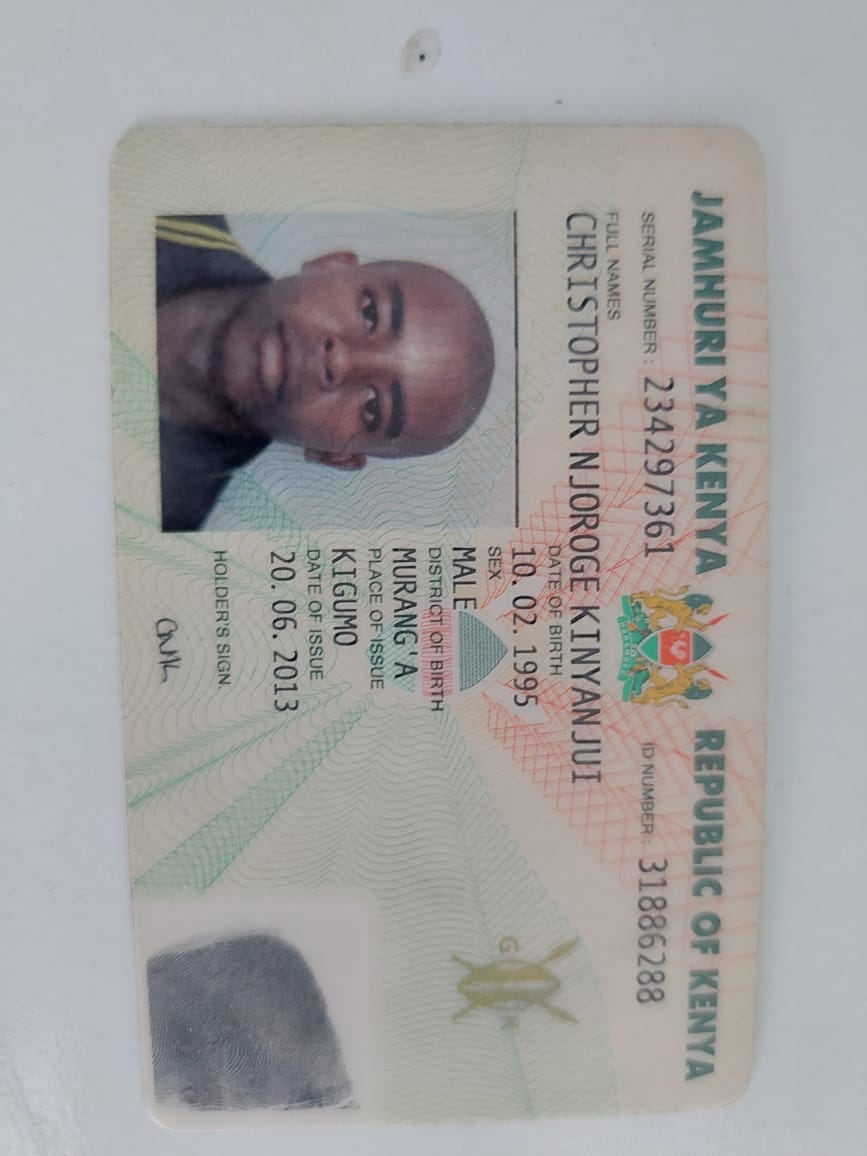 JAMHURI YA KENYA REPUBLIC OF KENYA
SERIAL NUMBER : 234297361 ID NUMBER : 31886288
HARAMBEE
FULL NAMES
CHRISTOPHER NJOROGE KINYANJUI
DATE OF BIRTH
10. 02. 1995
G K
SEX
MALE
DISTRICT OF BIRTH
MURANG'A
PLACE OF ISSUE
KIGUMO
DATE OF ISSUE
20. 06. 2013
HOLDER'S SIGN.